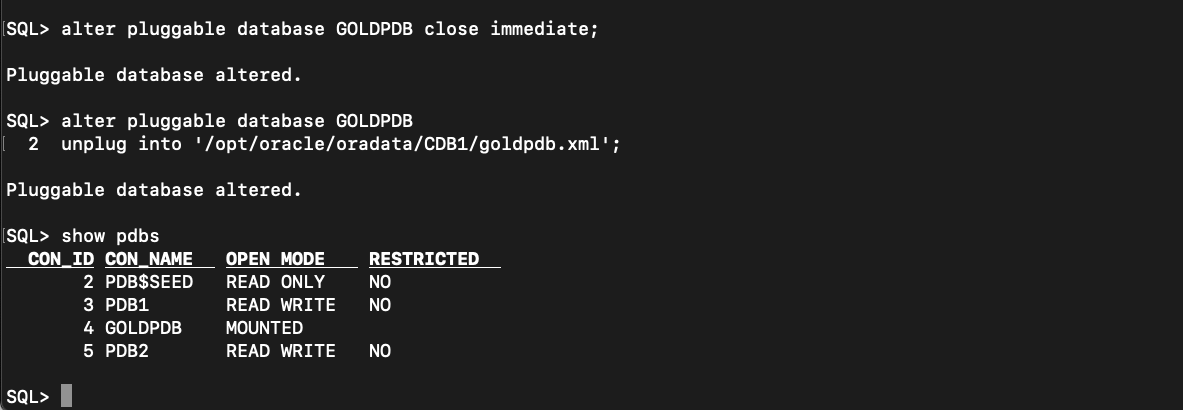 SQL> alter pluggable database GOLDPDB close immediate;
Pluggable database altered.
SQL> alter pluggable database GOLDPDB
  2  unplug into '/opt/oracle/oradata/CDB1/goldpdb.xml';
Pluggable database altered.
SQL> show pdbs
CON_ID CON_NAME   OPEN MODE    RESTRICTED
2 PDB$SEED   READ ONLY    NO
3 PDB1       READ WRITE   NO
4 GOLDPDB    MOUNTED
5 PDB2       READ WRITE   NO
SQL>